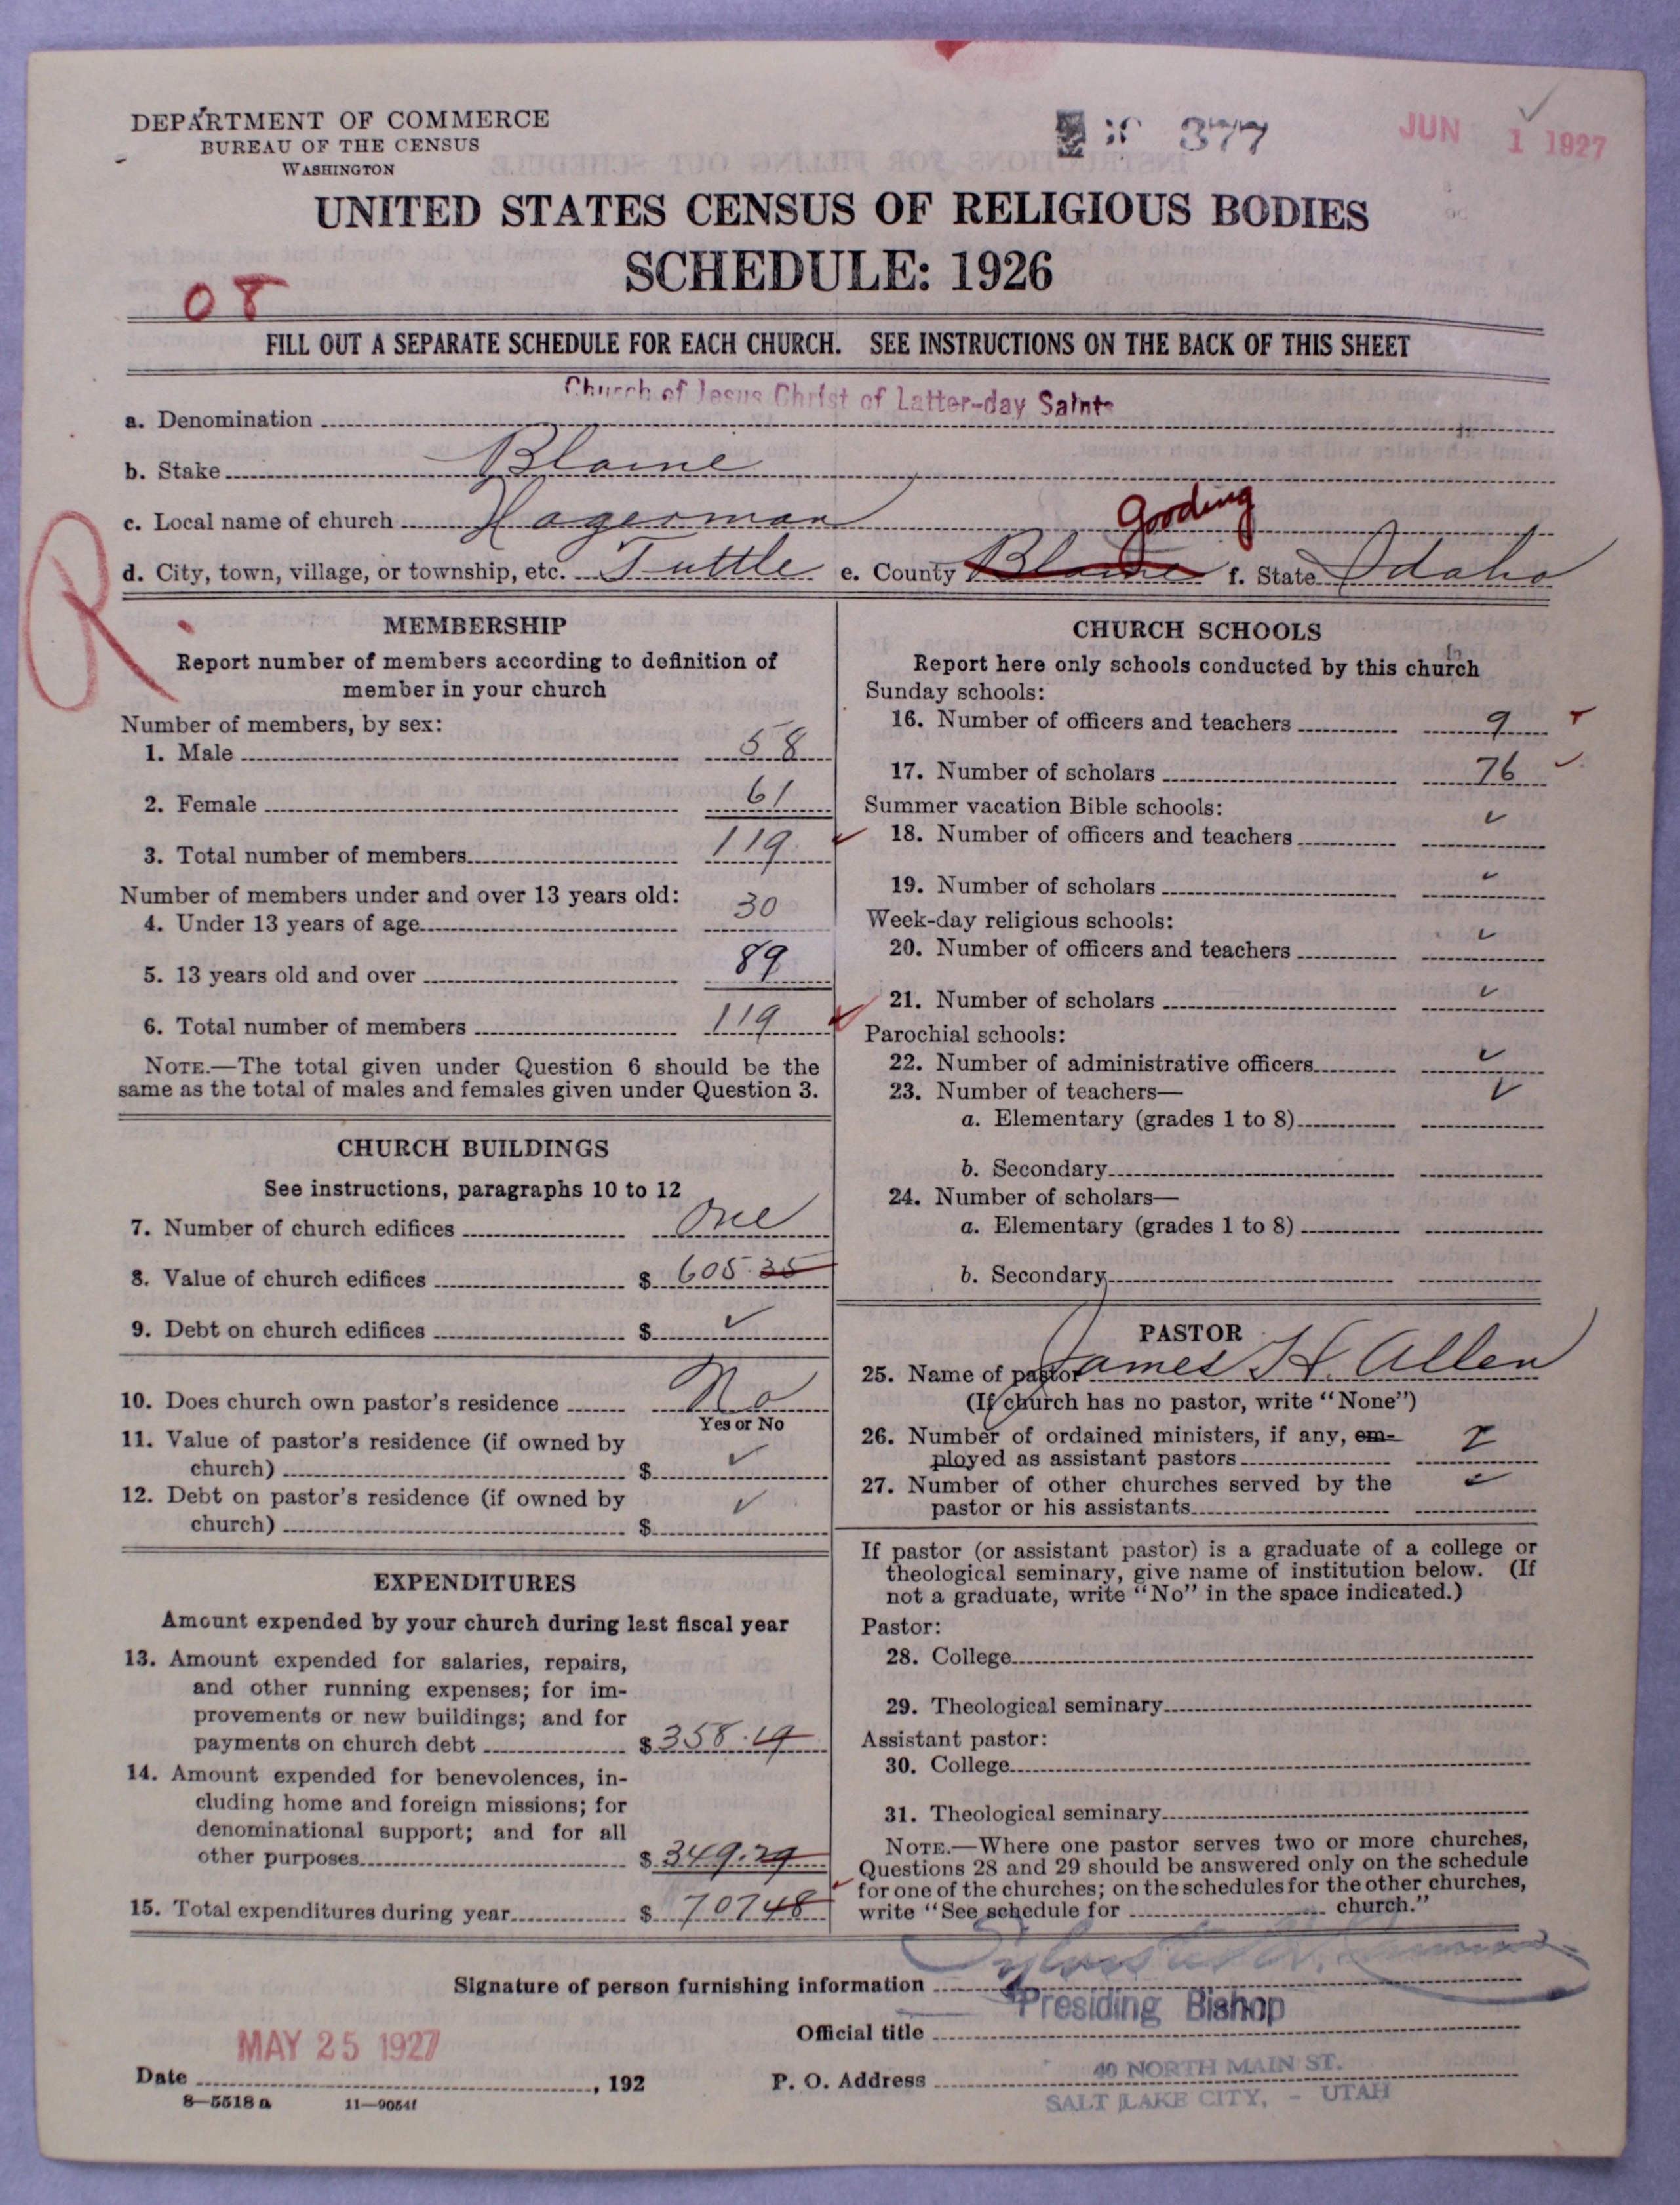 DEPARTMENT OF COMMERCE
BUREAU OF THE CENSUS
WASHINGTON
377
JUN 1 1927
UNITED STATES CENSUS OF RELIGIOUS BODIES
SCHEDULE: 1926
08
FILL OUT A SEPARATE SCHEDULE FOR EACH CHURCH. SEE INSTRUCTIONS ON THE BACK OF THIS SHEET
a. Denomination Church of Jesus Christ of Latter-day Saints
b. Stake Blaine
c. Local name of church Hagerman
Gooding
d. City, town, village, or township, etc. Tuttle e. County Blaine f. State Idaho
R.
MEMBERSHIP
Report number of members according to definition of
member in your church
Number of members, by sex:
1. Male 58
2. Female 61
3. Total number of members 119
Number of members under and over 13 years old:
4. Under 13 years of age 30
5. 13 years old and over 89
6. Total number of members 119
NOTE.—The total given under Question 6 should be the
same as the total of males and females given under Question 3.
CHURCH BUILDINGS
See instructions, paragraphs 10 to 12
7. Number of church edifices One
8. Value of church edifices $ 605.35
9. Debt on church edifices $ ✓
10. Does church own pastor's residence No
Yes or No
11. Value of pastor's residence (if owned by
church) $ ✓
12. Debt on pastor's residence (if owned by
church) $ ✓
EXPENDITURES
Amount expended by your church during last fiscal year
13. Amount expended for salaries, repairs,
and other running expenses; for im-
provements or new buildings; and for
payments on church debt $ 358.19
14. Amount expended for benevolences, in-
cluding home and foreign missions; for
denominational support; and for all
other purposes $ 349.29
15. Total expenditures during year $ 707 48
CHURCH SCHOOLS
Report here only schools conducted by this church
Sunday schools:
16. Number of officers and teachers 9
17. Number of scholars 76
Summer vacation Bible schools:
18. Number of officers and teachers ✓
19. Number of scholars ✓
Week-day religious schools:
20. Number of officers and teachers ✓
21. Number of scholars ✓
Parochial schools:
22. Number of administrative officers ✓
23. Number of teachers— ✓
a. Elementary (grades 1 to 8)
b. Secondary
24. Number of scholars—
a. Elementary (grades 1 to 8)
b. Secondary
PASTOR
25. Name of pastor James H. Allen
(If church has no pastor, write "None")
26. Number of ordained ministers, if any, em-
ployed as assistant pastors
27. Number of other churches served by the
pastor or his assistants ✓
If pastor (or assistant pastor) is a graduate of a college or
theological seminary, give name of institution below. (If
not a graduate, write "No" in the space indicated.)
Pastor:
28. College
29. Theological seminary
Assistant pastor:
30. College
31. Theological seminary
NOTE.—Where one pastor serves two or more churches,
Questions 28 and 29 should be answered only on the schedule
for one of the churches; on the schedules for the other churches,
write "See schedule for church."
Signature of person furnishing information
Official title Presiding Bishop
MAY 25 1927
Date , 192
P. O. Address 40 NORTH MAIN ST.
SALT LAKE CITY, - UTAH
8—5518a 11—9054f